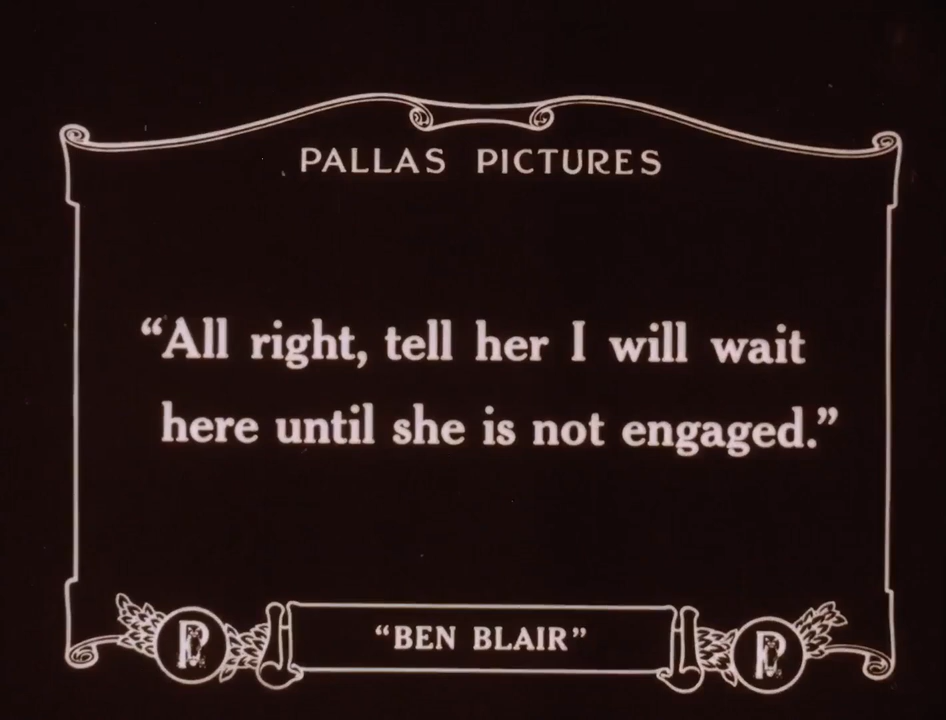 PALLAS PICTURES
“All right, tell her I will wait
here until she is not engaged.”
“BEN BLAIR”
P
P